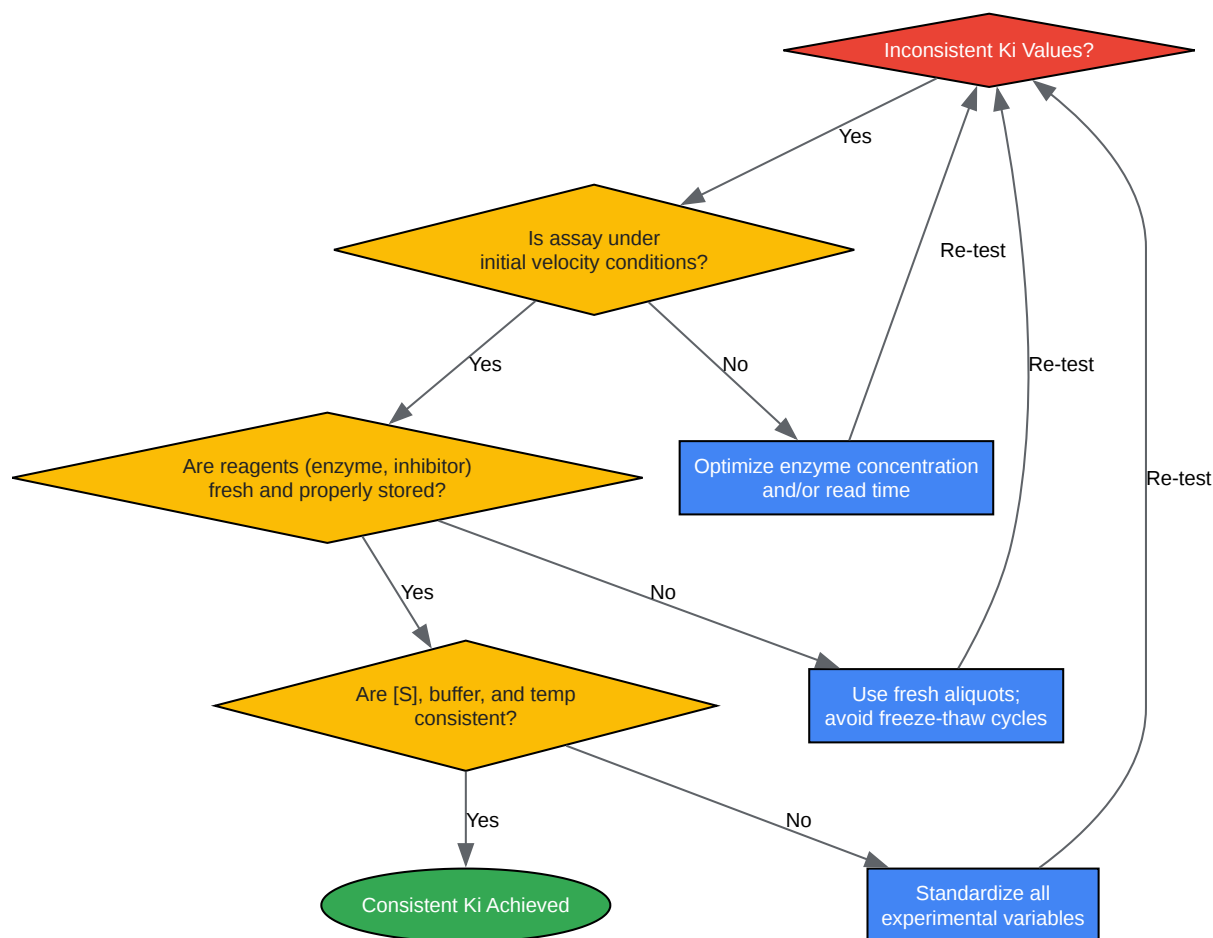 Inconsistent Ki Values?
Yes
Is assay under
initial velocity conditions?
Re-test
Yes
No
Re-test
Are reagents (enzyme, inhibitor)
fresh and properly stored?
Optimize enzyme concentration
and/or read time
Re-test
Yes
No
Are [S], buffer, and temp
consistent?
Use fresh aliquots;
avoid freeze-thaw cycles
Yes
No
Consistent Ki Achieved
Standardize all
experimental variables